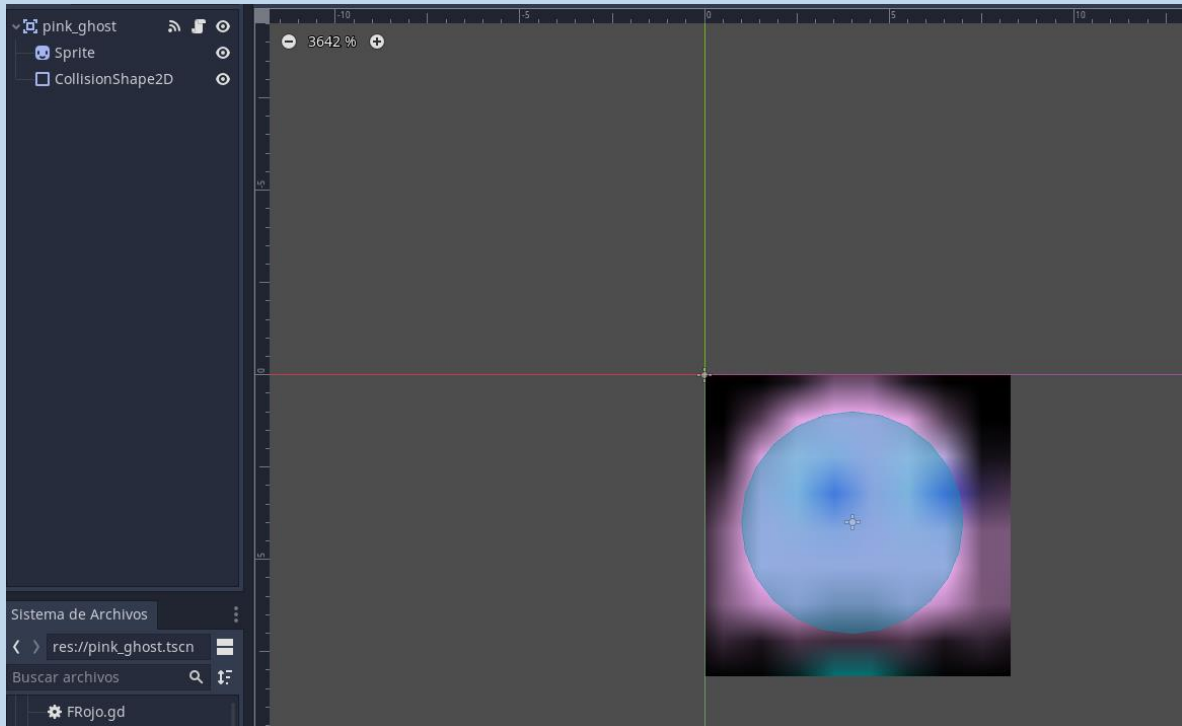 pink_ghost
Sprite
CollisionShape2D
Sistema de Archivos
res://pink_ghost.tscn
Buscar archivos
FRojo.gd
-10
-5
0
5
10
3642 %
-5
0
5